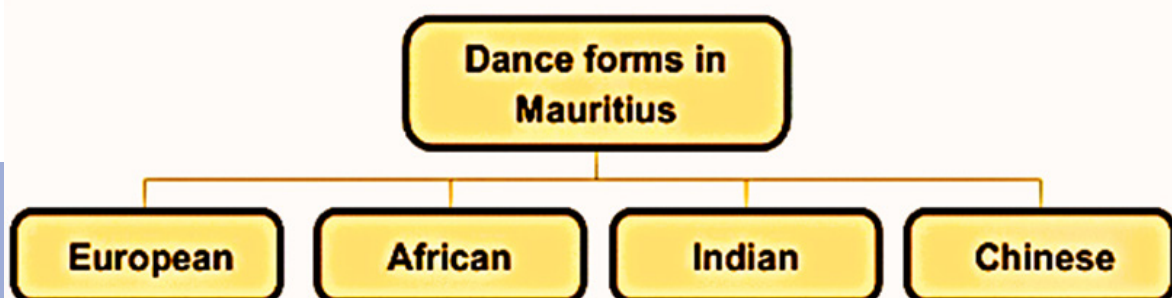 Dance forms in
Mauritius
European
African
Indian
Chinese